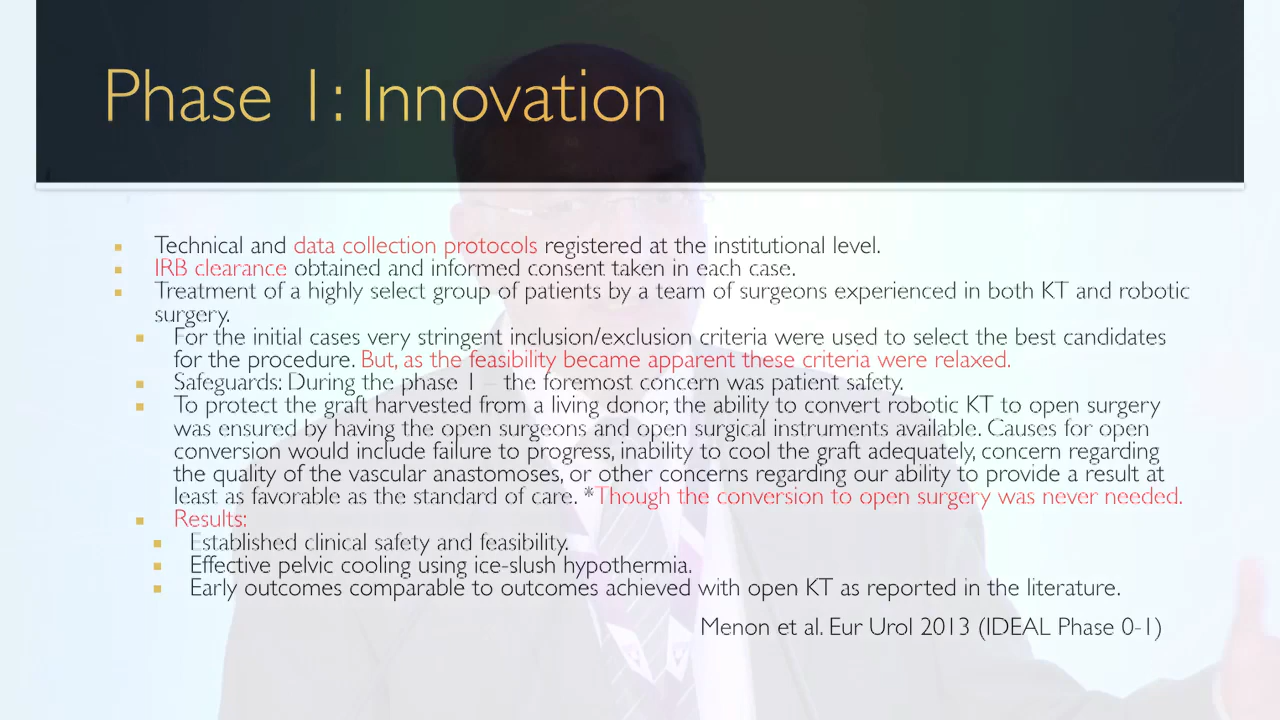 Phase 1: Innovation
Technical and data collection protocols registered at the institutional level.
IRB clearance obtained and informed consent taken in each case.
Treatment of a highly select group of patients by a team of surgeons experienced in both KT and robotic
surgery.
For the initial cases very stringent inclusion/exclusion criteria were used to select the best candidates
for the procedure. But, as the feasibility became apparent these criteria were relaxed.
Safeguards: During the phase 1 – the foremost concern was patient safety.
To protect the graft harvested from a living donor, the ability to convert robotic KT to open surgery
was ensured by having the open surgeons and open surgical instruments available. Causes for open
conversion would include failure to progress, inability to cool the graft adequately, concern regarding
the quality of the vascular anastomoses, or other concerns regarding our ability to provide a result at
least as favorable as the standard of care. *Though the conversion to open surgery was never needed.
Results:
Established clinical safety and feasibility.
Effective pelvic cooling using ice-slush hypothermia.
Early outcomes comparable to outcomes achieved with open KT as reported in the literature.
Menon et al. Eur Urol 2013 (IDEAL Phase 0-1)